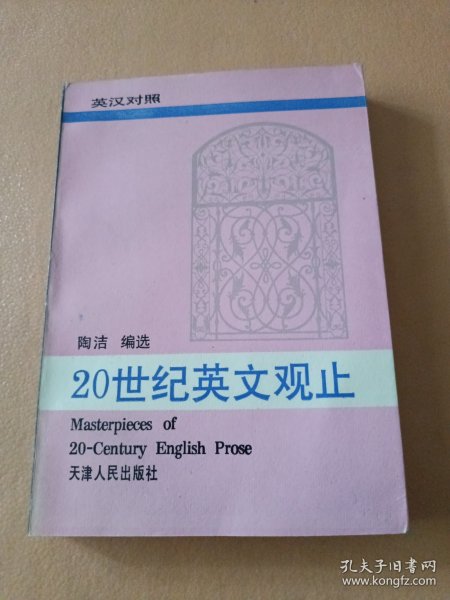 英汉对照
陶洁 编选
20世纪英文观止
Masterpieces of
20-Century English Prose
天津人民出版社
孔夫子旧书网
www.kongfz.com